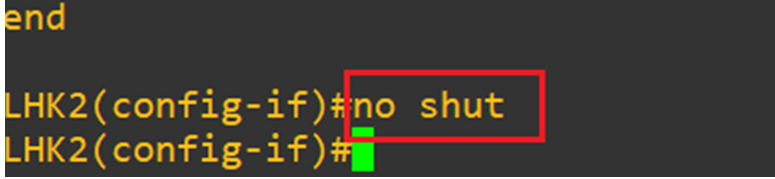 end
LHK2(config-if)#no shut
LHK2(config-if)#